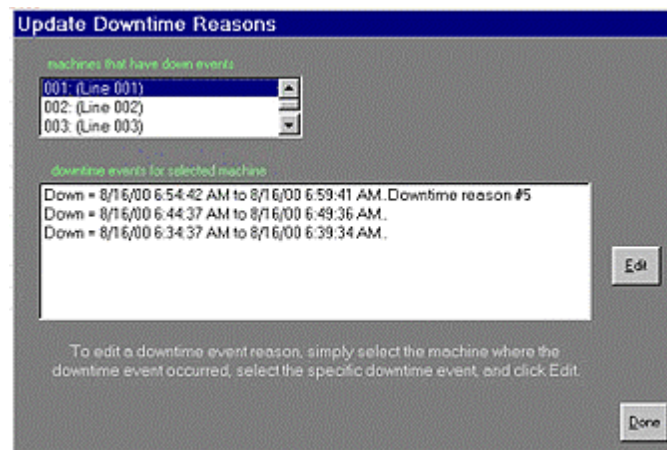 Update Downtime Reasons
machines that have down events
001: (Line 001)
002: (Line 002)
003: (Line 003)
downtime events for selected machine
Down = 8/16/00 6:54:42 AM to 8/16/00 6:59:41 AM..Downtime reason #5
Down = 8/16/00 6:44:37 AM to 8/16/00 6:49:36 AM..
Down = 8/16/00 6:34:37 AM to 8/16/00 6:39:34 AM..
Edit
To edit a downtime event reason, simply select the machine where the
downtime event occurred, select the specific downtime event, and click Edit.
Done